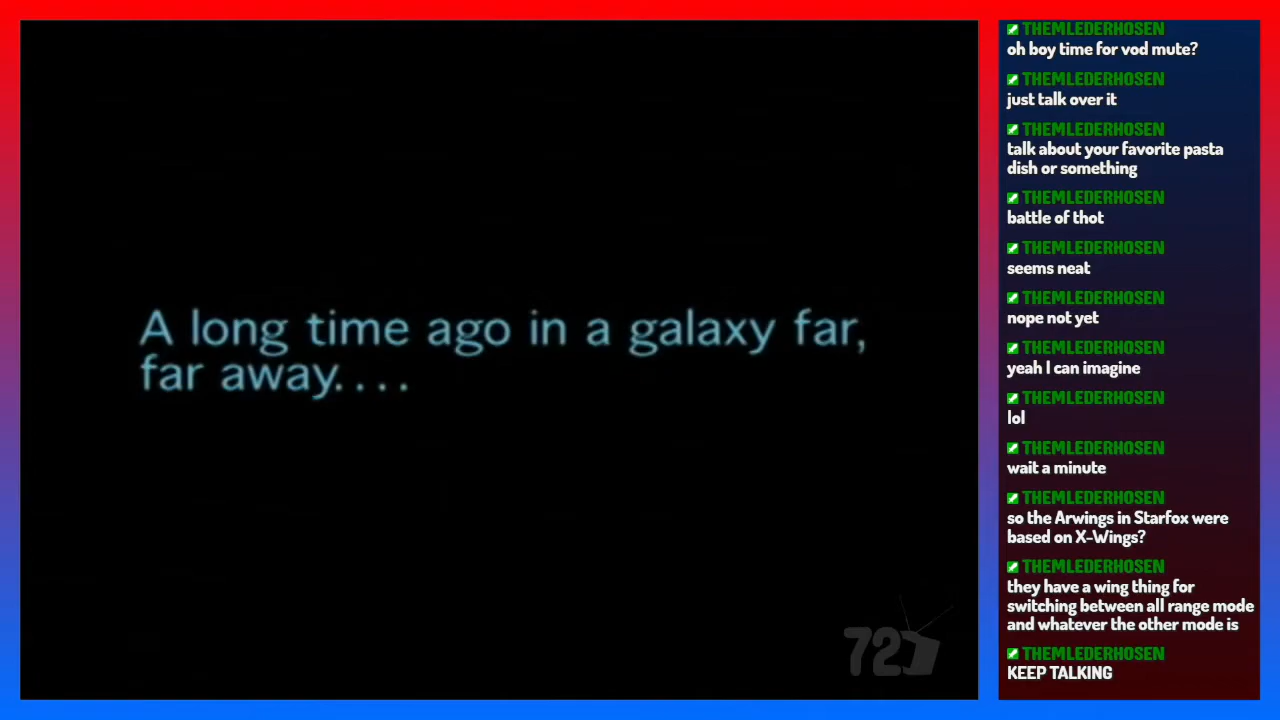 A long time ago in a galaxy far,
far away....
72
THEMLEDERHOSEN
oh boy time for vod mute?
THEMLEDERHOSEN
just talk over it
THEMLEDERHOSEN
talk about your favorite pasta
dish or something
THEMLEDERHOSEN
battle of thot
THEMLEDERHOSEN
seems neat
THEMLEDERHOSEN
nope not yet
THEMLEDERHOSEN
yeah I can imagine
THEMLEDERHOSEN
lol
THEMLEDERHOSEN
wait a minute
THEMLEDERHOSEN
so the Arwings in Starfox were
based on X-Wings?
THEMLEDERHOSEN
they have a wing thing for
switching between all range mode
and whatever the other mode is
THEMLEDERHOSEN
KEEP TALKING